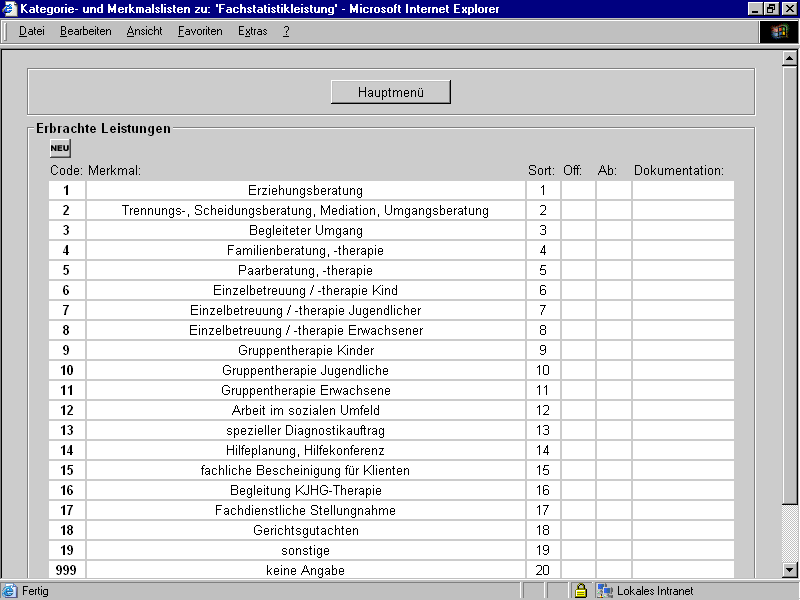 Kategorie- und Merkmalslisten zu: 'Fachstatistikleistung' - Microsoft Internet Explorer
Datei Bearbeiten Ansicht Favoriten Extras ?
Hauptmenü
Erbrachte Leistungen
NEU
Code: Merkmal: Sort: Off: Ab: Dokumentation:
1 Erziehungsberatung 1
2 Trennungs-, Scheidungsberatung, Mediation, Umgangsberatung 2
3 Begleiteter Umgang 3
4 Familienberatung, -therapie 4
5 Paarberatung, -therapie 5
6 Einzelbetreuung / -therapie Kind 6
7 Einzelbetreuung / -therapie Jugendlicher 7
8 Einzelbetreuung / -therapie Erwachsener 8
9 Gruppentherapie Kinder 9
10 Gruppentherapie Jugendliche 10
11 Gruppentherapie Erwachsene 11
12 Arbeit im sozialen Umfeld 12
13 spezieller Diagnostikauftrag 13
14 Hilfeplanung, Hilfekonferenz 14
15 fachliche Bescheinigung für Klienten 15
16 Begleitung KJHG-Therapie 16
17 Fachdienstliche Stellungnahme 17
18 Gerichtsgutachten 18
19 sonstige 19
999 keine Angabe 20
Fertig Lokales Intranet